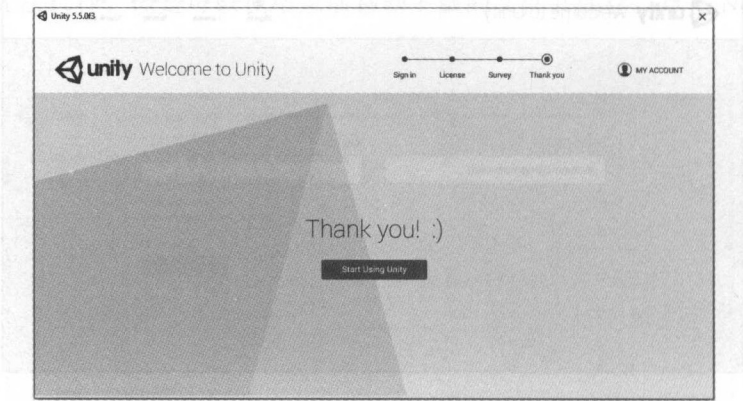 Unity 5.5.0f3
unity Welcome to Unity
Sign in License Survey Thank you
MY ACCOUNT
Thank you! :)
Start Using Unity